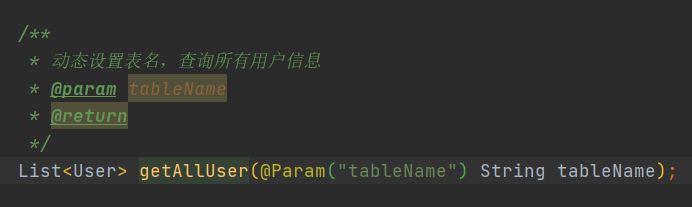 /**
* 动态设置表名，查询所有用户信息
* @param tableName
* @return
*/
List<User> getAllUser(@Param("tableName") String tableName);